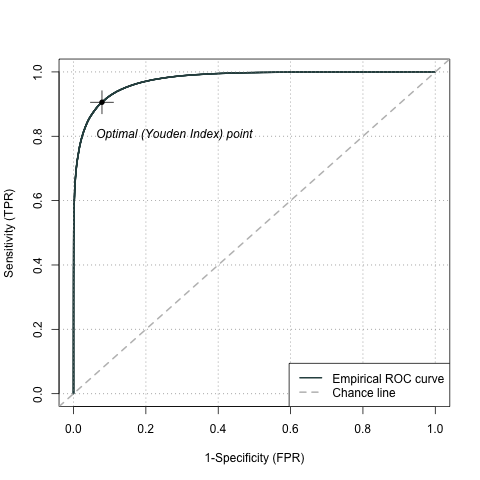 1.0
0.8
0.6
0.4
0.2
0.0
Sensitivity (TPR)
Optimal (Youden Index) point
Empirical ROC curve
Chance line
0.0 0.2 0.4 0.6 0.8 1.0
1-Specificity (FPR)